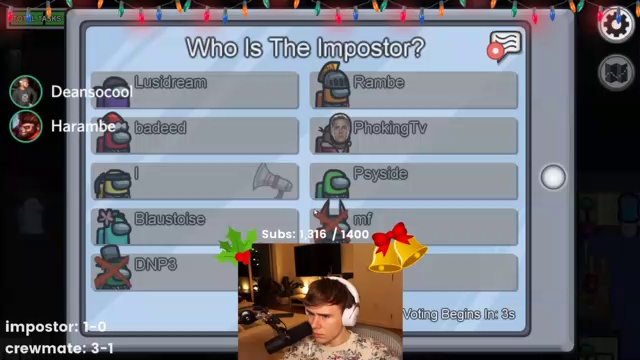 TOTAL TASKS
Who Is The Impostor?
Deansocool
Harambe
Lusidream
Rambe
badeed
PhokingTv
I
Psyside
Blaustoise
mf
DNP3
Subs: 1,316 / 1400
Voting Begins In: 3s
impostor: 1-0
crewmate: 3-1